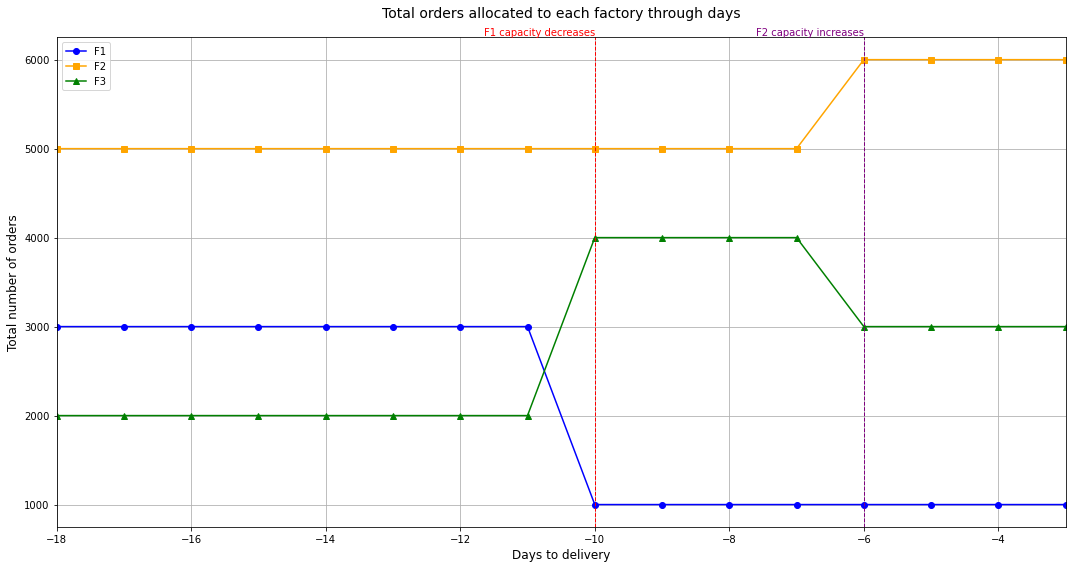 Total orders allocated to each factory through days
F1 capacity decreases
F2 capacity increases
F1
F2
F3
6000
5000
4000
3000
2000
1000
Total number of orders
−18
−16
−14
−12
−10
−8
−6
−4
Days to delivery